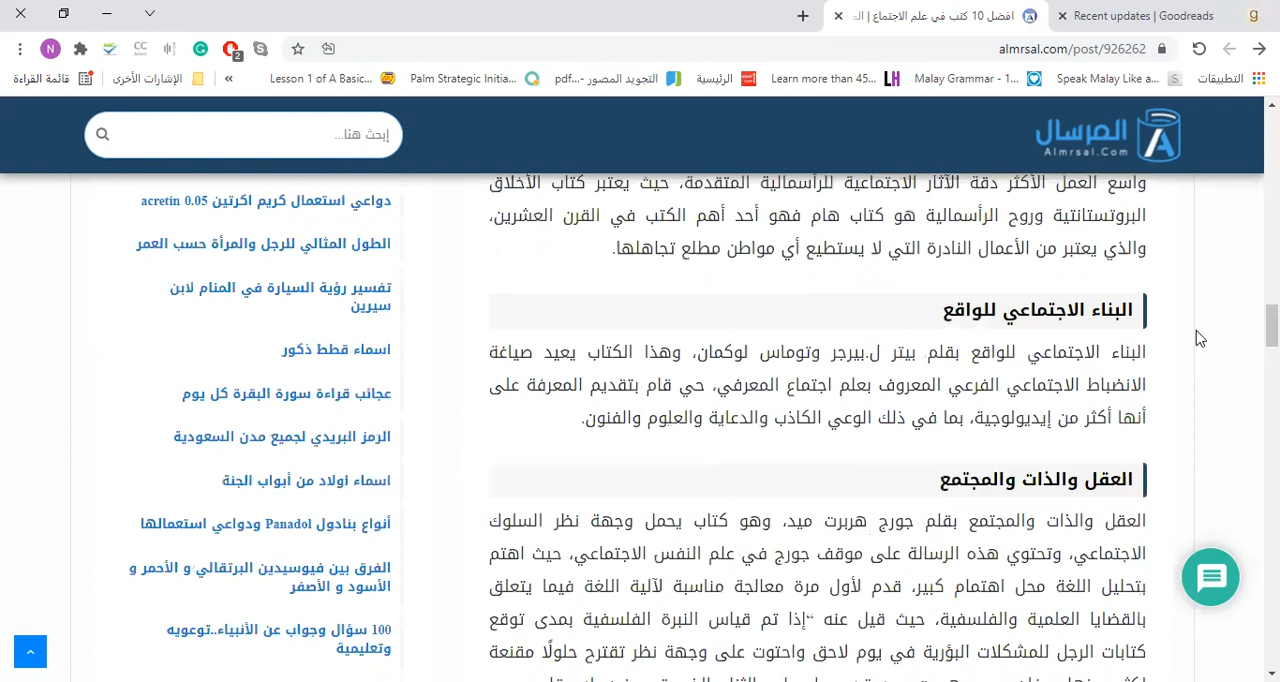 افضل 10 كتب في علم الاجتماع | الم
Recent updates | Goodreads
g
N
CC
2
almrsal.com/post/926262
التطبيقات
Speak Malay Like a...
Malay Grammar - 1...
Learn more than 45...
الرئيسية
التجويد المصور -...pdf
Palm Strategic Initia...
Lesson 1 of A Basic...
»
الإشارات الأخرى
قائمة القراءة
المرسال
Almrsal.Com
إبحث هنا...
واسع العمل الأكثر دقة الآثار الاجتماعية للرأسمالية المتقدمة، حيث يعتبر كتاب الأخلاق
البروتستانتية وروح الرأسمالية هو كتاب هام فهو أحد أهم الكتب في القرن العشرين،
والذي يعتبر من الأعمال النادرة التي لا يستطيع أي مواطن مطلع تجاهلها.
البناء الاجتماعي للواقع
البناء الاجتماعي للواقع بقلم بيتر ل.بيرجر وتوماس لوكمان، وهذا الكتاب يعيد صياغة
الانضباط الاجتماعي الفرعي المعروف بعلم اجتماع المعرفي، حي قام بتقديم المعرفة على
أنها أكثر من إيديولوجية، بما في ذلك الوعي الكاذب والدعاية والعلوم والفنون.
العقل والذات والمجتمع
العقل والذات والمجتمع بقلم جورج هربرت ميد، وهو كتاب يحمل وجهة نظر السلوك
الاجتماعي، وتحتوي هذه الرسالة على موقف جورج في علم النفس الاجتماعي، حيث اهتم
بتحليل اللغة محل اهتمام كبير، قدم لأول مرة معالجة مناسبة لآلية اللغة فيما يتعلق
بالقضايا العلمية والفلسفية، حيث قيل عنه “إذا تم قياس النبرة الفلسفية بمدى توقع
كتابات الرجل للمشكلات البؤرية في يوم لاحق واحتوت على وجهة نظر تقترح حلولًا مقنعة
دواعي استعمال كريم اكرتين acretin 0.05
الطول المثالي للرجل والمرأة حسب العمر
تفسير رؤية السيارة في المنام لابن
سيرين
اسماء قطط ذكور
عجائب قراءة سورة البقرة كل يوم
الرمز البريدي لجميع مدن السعودية
اسماء اولاد من أبواب الجنة
أنواع بنادول Panadol ودواعي استعمالها
الفرق بين فيوسيدين البرتقالي و الأحمر و
الأسود و الأصفر
100 سؤال وجواب عن الأنبياء..توعويه
وتعليمية